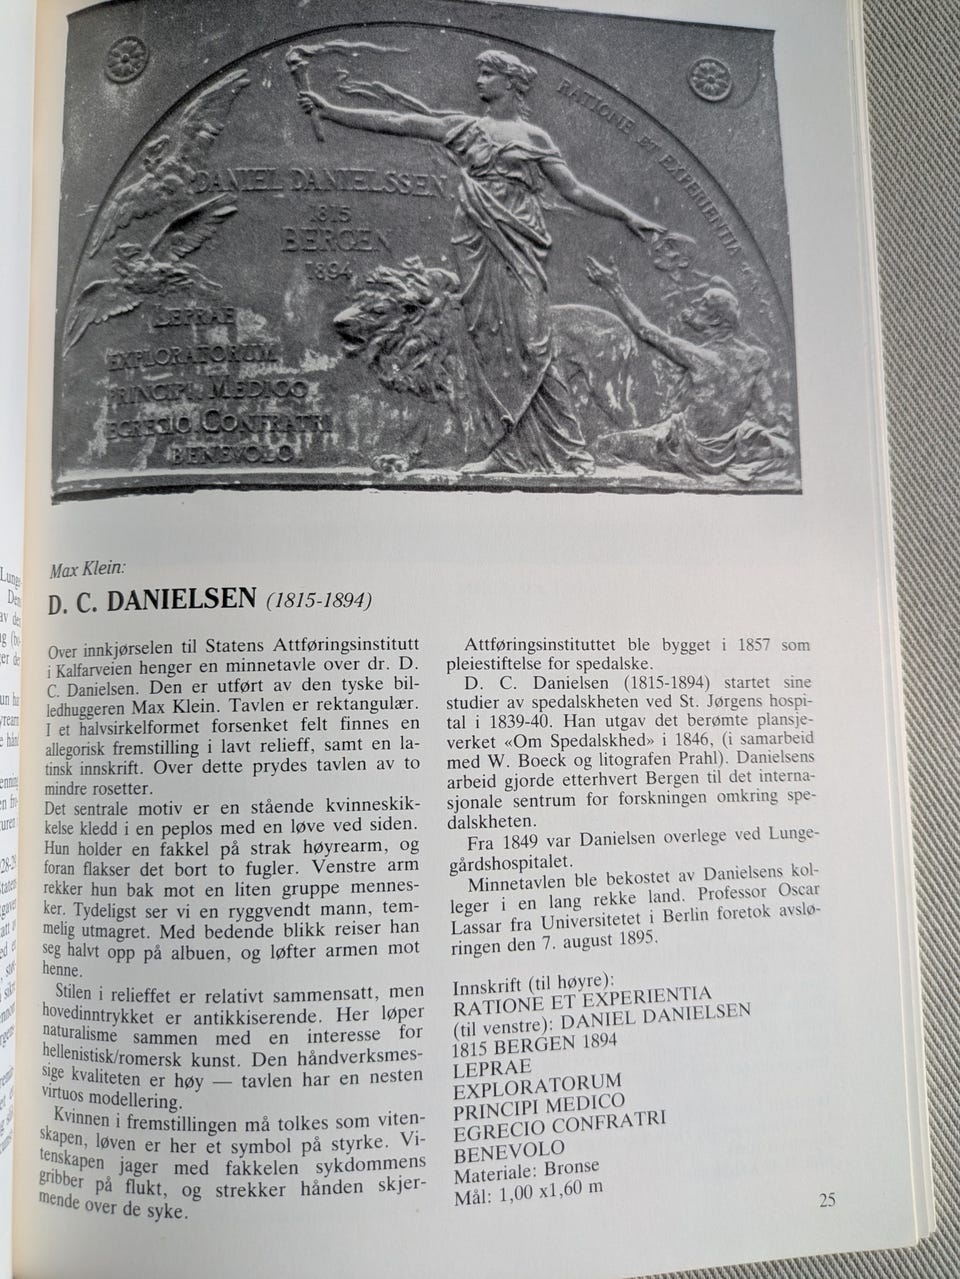 RATIONE ET EXPERIENTIA
DANIEL DANIELSSEN
1815
BERGEN
1894
LEPRAE
EXPLORATORUM
PRINCIPI MEDICO
EGREGIO CONFRATRI
BENEVOLO
Max Klein:
D. C. DANIELSEN (1815-1894)
Over innkjørselen til Statens Attføringsinstitutt
i Kalfarveien henger en minnetavle over dr. D.
C. Danielsen. Den er utført av den tyske bil-
ledhuggeren Max Klein. Tavlen er rektangulær.
I et halvsirkelformet forsenket felt finnes en
allegorisk fremstilling i lavt relieff, samt en la-
tinsk innskrift. Over dette prydes tavlen av to
mindre rosetter.
Det sentrale motiv er en stående kvinneskik-
kelse kledd i en peplos med en løve ved siden.
Hun holder en fakkel på strak høyrearm, og
foran flakser det bort to fugler. Venstre arm
rekker hun bak mot en liten gruppe mennes-
ker. Tydeligst ser vi en ryggvendt mann, tem-
melig utmagret. Med bedende blikk reiser han
seg halvt opp på albuen, og løfter armen mot
henne.
Stilen i relieffet er relativt sammensatt, men
hovedinntrykket er antikkiserende. Her løper
naturalisme sammen med en interesse for
hellenistisk/romersk kunst. Den håndverksmes-
sige kvaliteten er høy — tavlen har en nesten
virtuos modellering.
Kvinnen i fremstillingen må tolkes som viten-
skapen, løven er her et symbol på styrke. Vi-
tenskapen jager med fakkelen sykdommens
gribber på flukt, og strekker hånden skjer-
mende over de syke.
Attføringsinstituttet ble bygget i 1857 som
pleiestiftelse for spedalske.
D. C. Danielsen (1815-1894) startet sine
studier av spedalskheten ved St. Jørgens hospi-
tal i 1839-40. Han utgav det berømte plansje-
verket «Om Spedalskhed» i 1846, (i samarbeid
med W. Boeck og litografen Prahl). Danielsens
arbeid gjorde etterhvert Bergen til det interna-
sjonale sentrum for forskningen omkring spe-
dalskheten.
Fra 1849 var Danielsen overlege ved Lunge-
gårdshospitalet.
Minnetavlen ble bekostet av Danielsens kol-
leger i en lang rekke land. Professor Oscar
Lassar fra Universitetet i Berlin foretok avslø-
ringen den 7. august 1895.
Innskrift (til høyre):
RATIONE ET EXPERIENTIA
(til venstre): DANIEL DANIELSEN
1815 BERGEN 1894
LEPRAE
EXPLORATORUM
PRINCIPI MEDICO
EGRECIO CONFRATRI
BENEVOLO
Materiale: Bronse
Mål: 1,00 x1,60 m
25